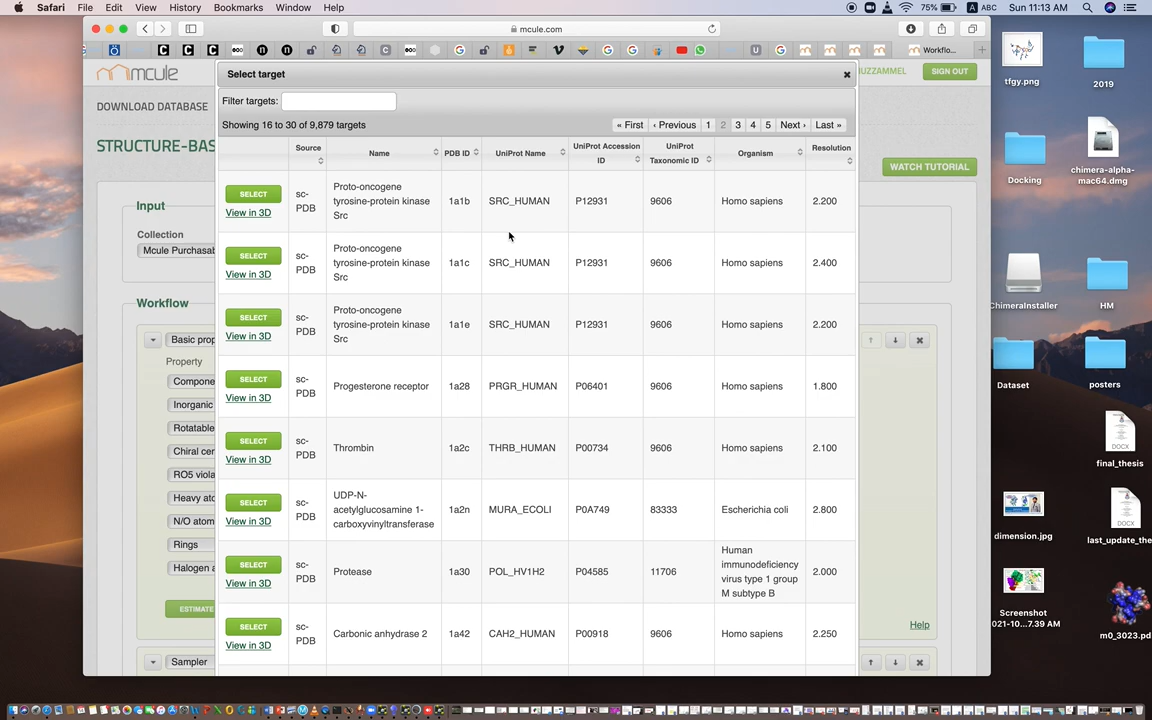 Safari File Edit View History Bookmarks Window Help
75% ABC Sun 11:13 AM
mcule.com
Workflo...
mcule
UZZAMMEL SIGN OUT
DOWNLOAD DATABASE
STRUCTURE-BAS
WATCH TUTORIAL
Input
Collection
Mcule Purchasab
Workflow
Basic prop
Property
Compone
Inorganic
Rotatable
Chiral cen
RO5 viola
Heavy ato
N/O atom
Rings
Halogen a
ESTIMATE
Help
Sampler
Select target
Filter targets:
Showing 16 to 30 of 9,879 targets
« First ‹ Previous 1 2 3 4 5 Next › Last »
Source Name PDB ID UniProt Name UniProt Accession ID UniProt Taxonomic ID Organism Resolution
SELECT View in 3D sc-PDB Proto-oncogene tyrosine-protein kinase Src 1a1b SRC_HUMAN P12931 9606 Homo sapiens 2.200
SELECT View in 3D sc-PDB Proto-oncogene tyrosine-protein kinase Src 1a1c SRC_HUMAN P12931 9606 Homo sapiens 2.400
SELECT View in 3D sc-PDB Proto-oncogene tyrosine-protein kinase Src 1a1e SRC_HUMAN P12931 9606 Homo sapiens 2.200
SELECT View in 3D sc-PDB Progesterone receptor 1a28 PRGR_HUMAN P06401 9606 Homo sapiens 1.800
SELECT View in 3D sc-PDB Thrombin 1a2c THRB_HUMAN P00734 9606 Homo sapiens 2.100
SELECT View in 3D sc-PDB UDP-N-acetylglucosamine 1-carboxyvinyltransferase 1a2n MURA_ECOLI P0A749 83333 Escherichia coli 2.800
SELECT View in 3D sc-PDB Protease 1a30 POL_HV1H2 P04585 11706 Human immunodeficiency virus type 1 group M subtype B 2.000
SELECT View in 3D sc-PDB Carbonic anhydrase 2 1a42 CAH2_HUMAN P00918 9606 Homo sapiens 2.250
tfgy.png
2019
Docking
chimera-alpha-
mac64.dmg
ChimeraInstaller
HM
Dataset
posters
DOCX
final_thesis
dimension.jpg
DOCX
last_update_the
Screenshot
021-10...7.39 AM
m0_3023.pd